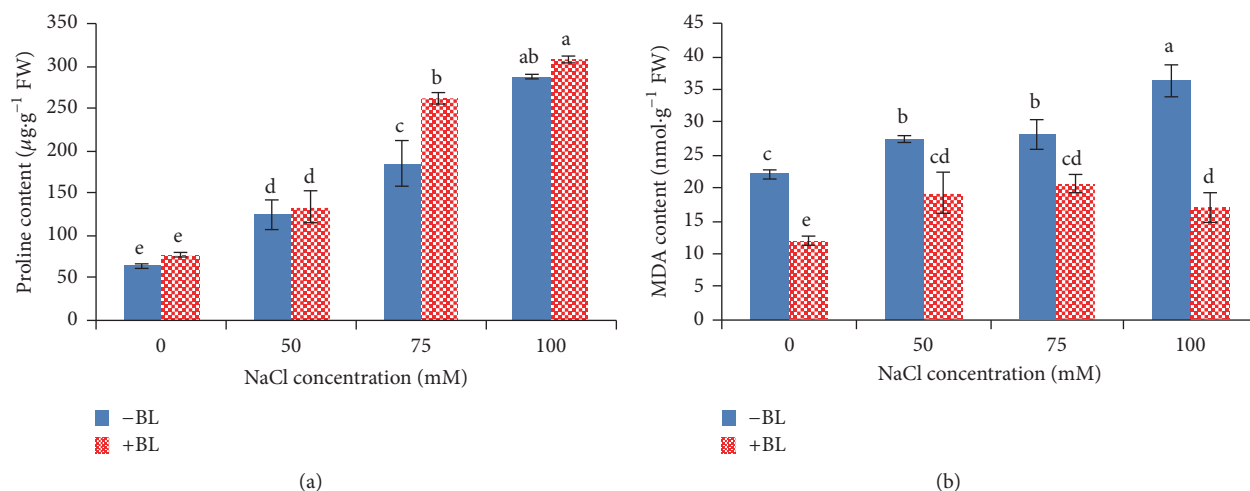 350
300
250
200
150
100
50
0
Proline content (μg·g⁻¹ FW)
e e d d c b ab a
0 50 75 100
NaCl concentration (mM)
−BL
+BL
(a)
45
40
35
30
25
20
15
10
5
0
MDA content (nmol·g⁻¹ FW)
c e b cd b cd a d
0 50 75 100
NaCl concentration (mM)
−BL
+BL
(b)